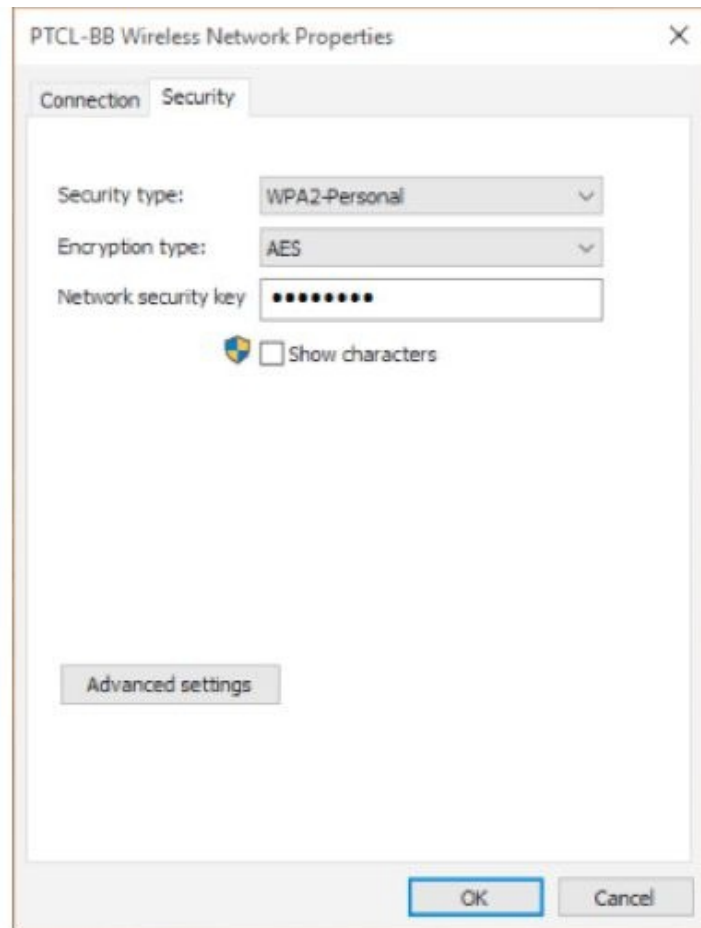 PTCL-BB Wireless Network Properties
Connection Security
Security type: WPA2-Personal
Encryption type: AES
Network security key ••••••••
Show characters
Advanced settings
OK Cancel